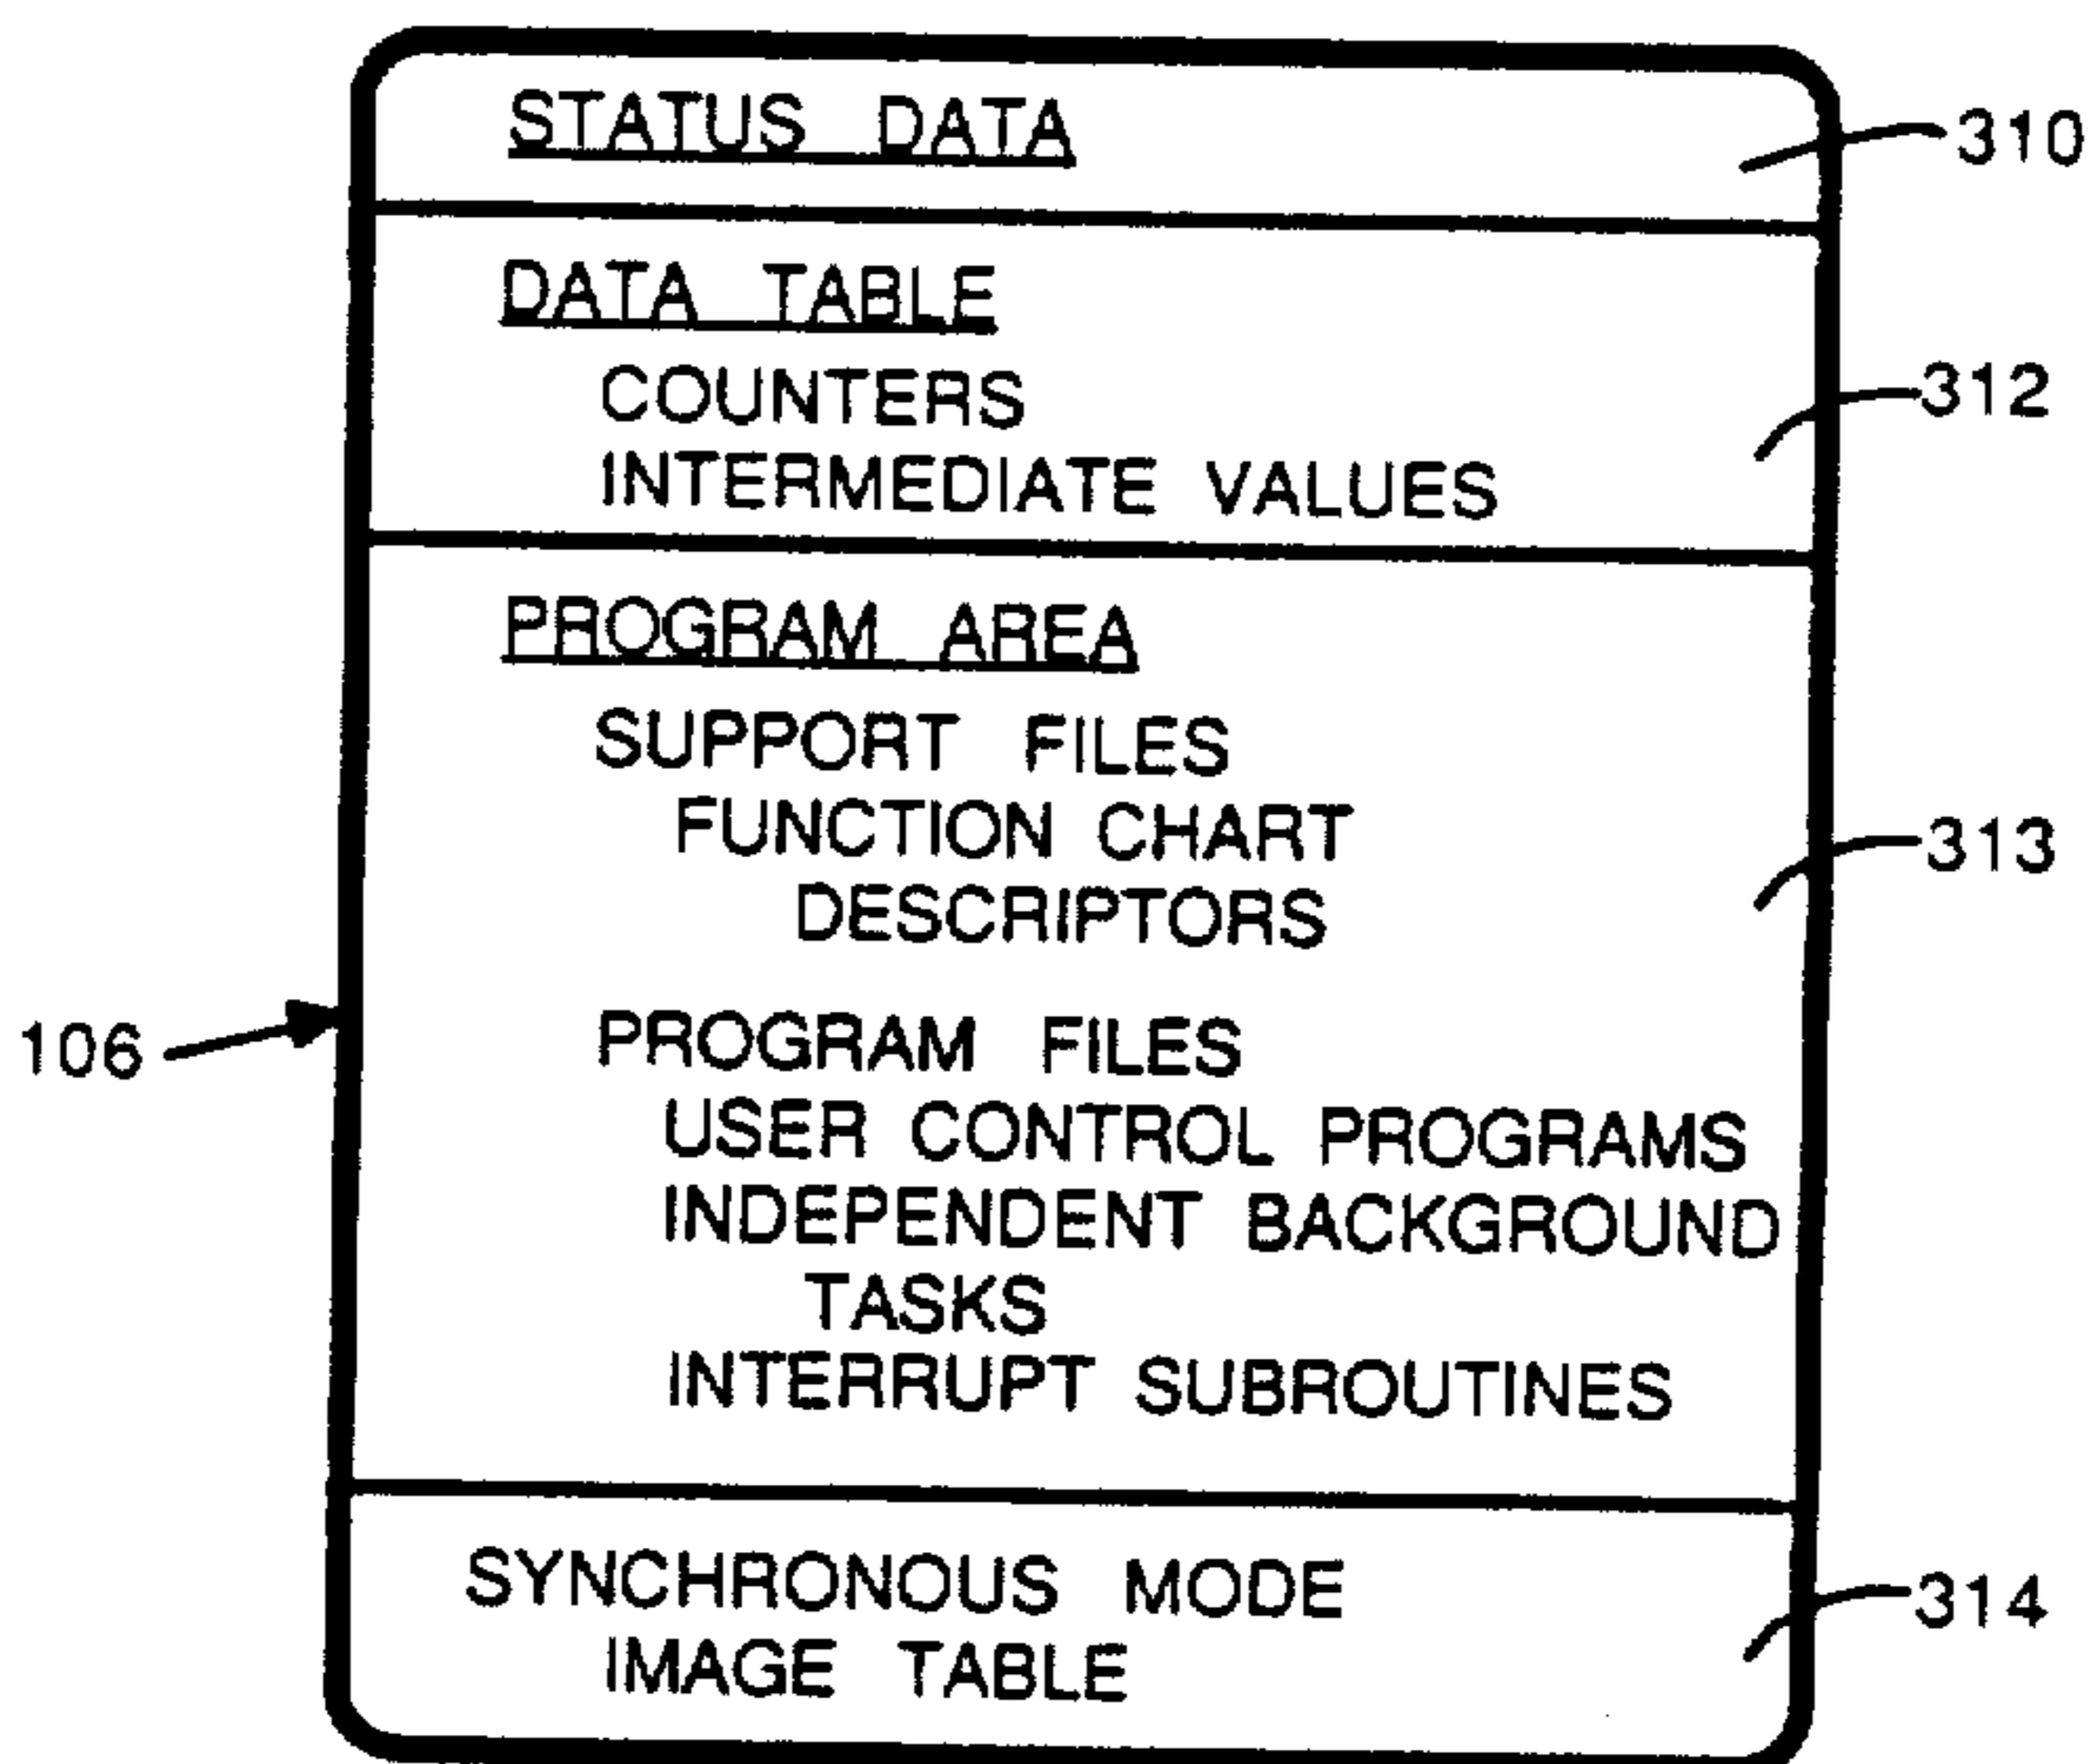 STATUS DATA
310
DATA TABLE
COUNTERS
312
INTERMEDIATE VALUES
PROGRAM AREA
SUPPORT FILES
FUNCTION CHART
313
DESCRIPTORS
106
PROGRAM FILES
USER CONTROL PROGRAMS
INDEPENDENT BACKGROUND
TASKS
INTERRUPT SUBROUTINES
SYNCHRONOUS MODE
314
IMAGE TABLE